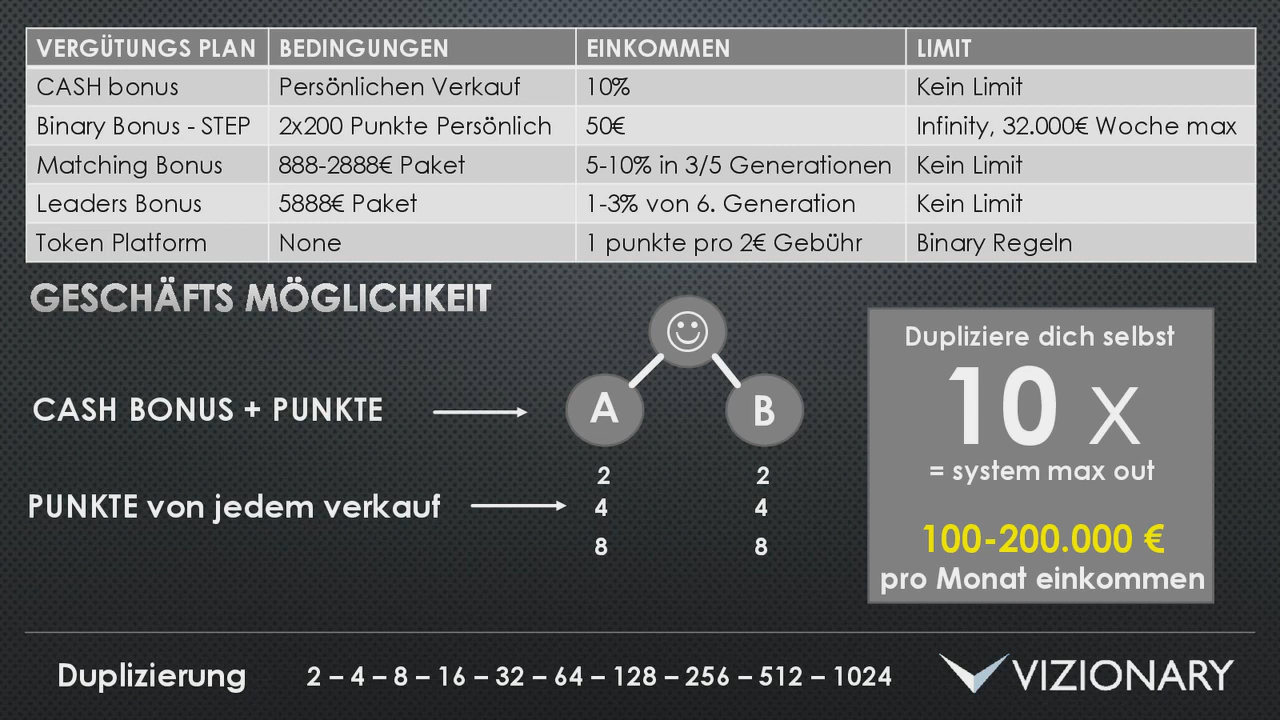 VERGÜTUNGS PLAN BEDINGUNGEN EINKOMMEN LIMIT
CASH bonus Persönlichen Verkauf 10% Kein Limit
Binary Bonus - STEP 2x200 Punkte Persönlich 50€ Infinity, 32.000€ Woche max
Matching Bonus 888-2888€ Paket 5-10% in 3/5 Generationen Kein Limit
Leaders Bonus 5888€ Paket 1-3% von 6. Generation Kein Limit
Token Platform None 1 punkte pro 2€ Gebühr Binary Regeln
GESCHÄFTS MÖGLICHKEIT
CASH BONUS + PUNKTE
A B
PUNKTE von jedem verkauf
2 2
4 4
8 8
Dupliziere dich selbst
10 X
= system max out
100-200.000 €
pro Monat einkommen
Duplizierung 2 – 4 – 8 – 16 – 32 – 64 – 128 – 256 – 512 – 1024
VIZIONARY